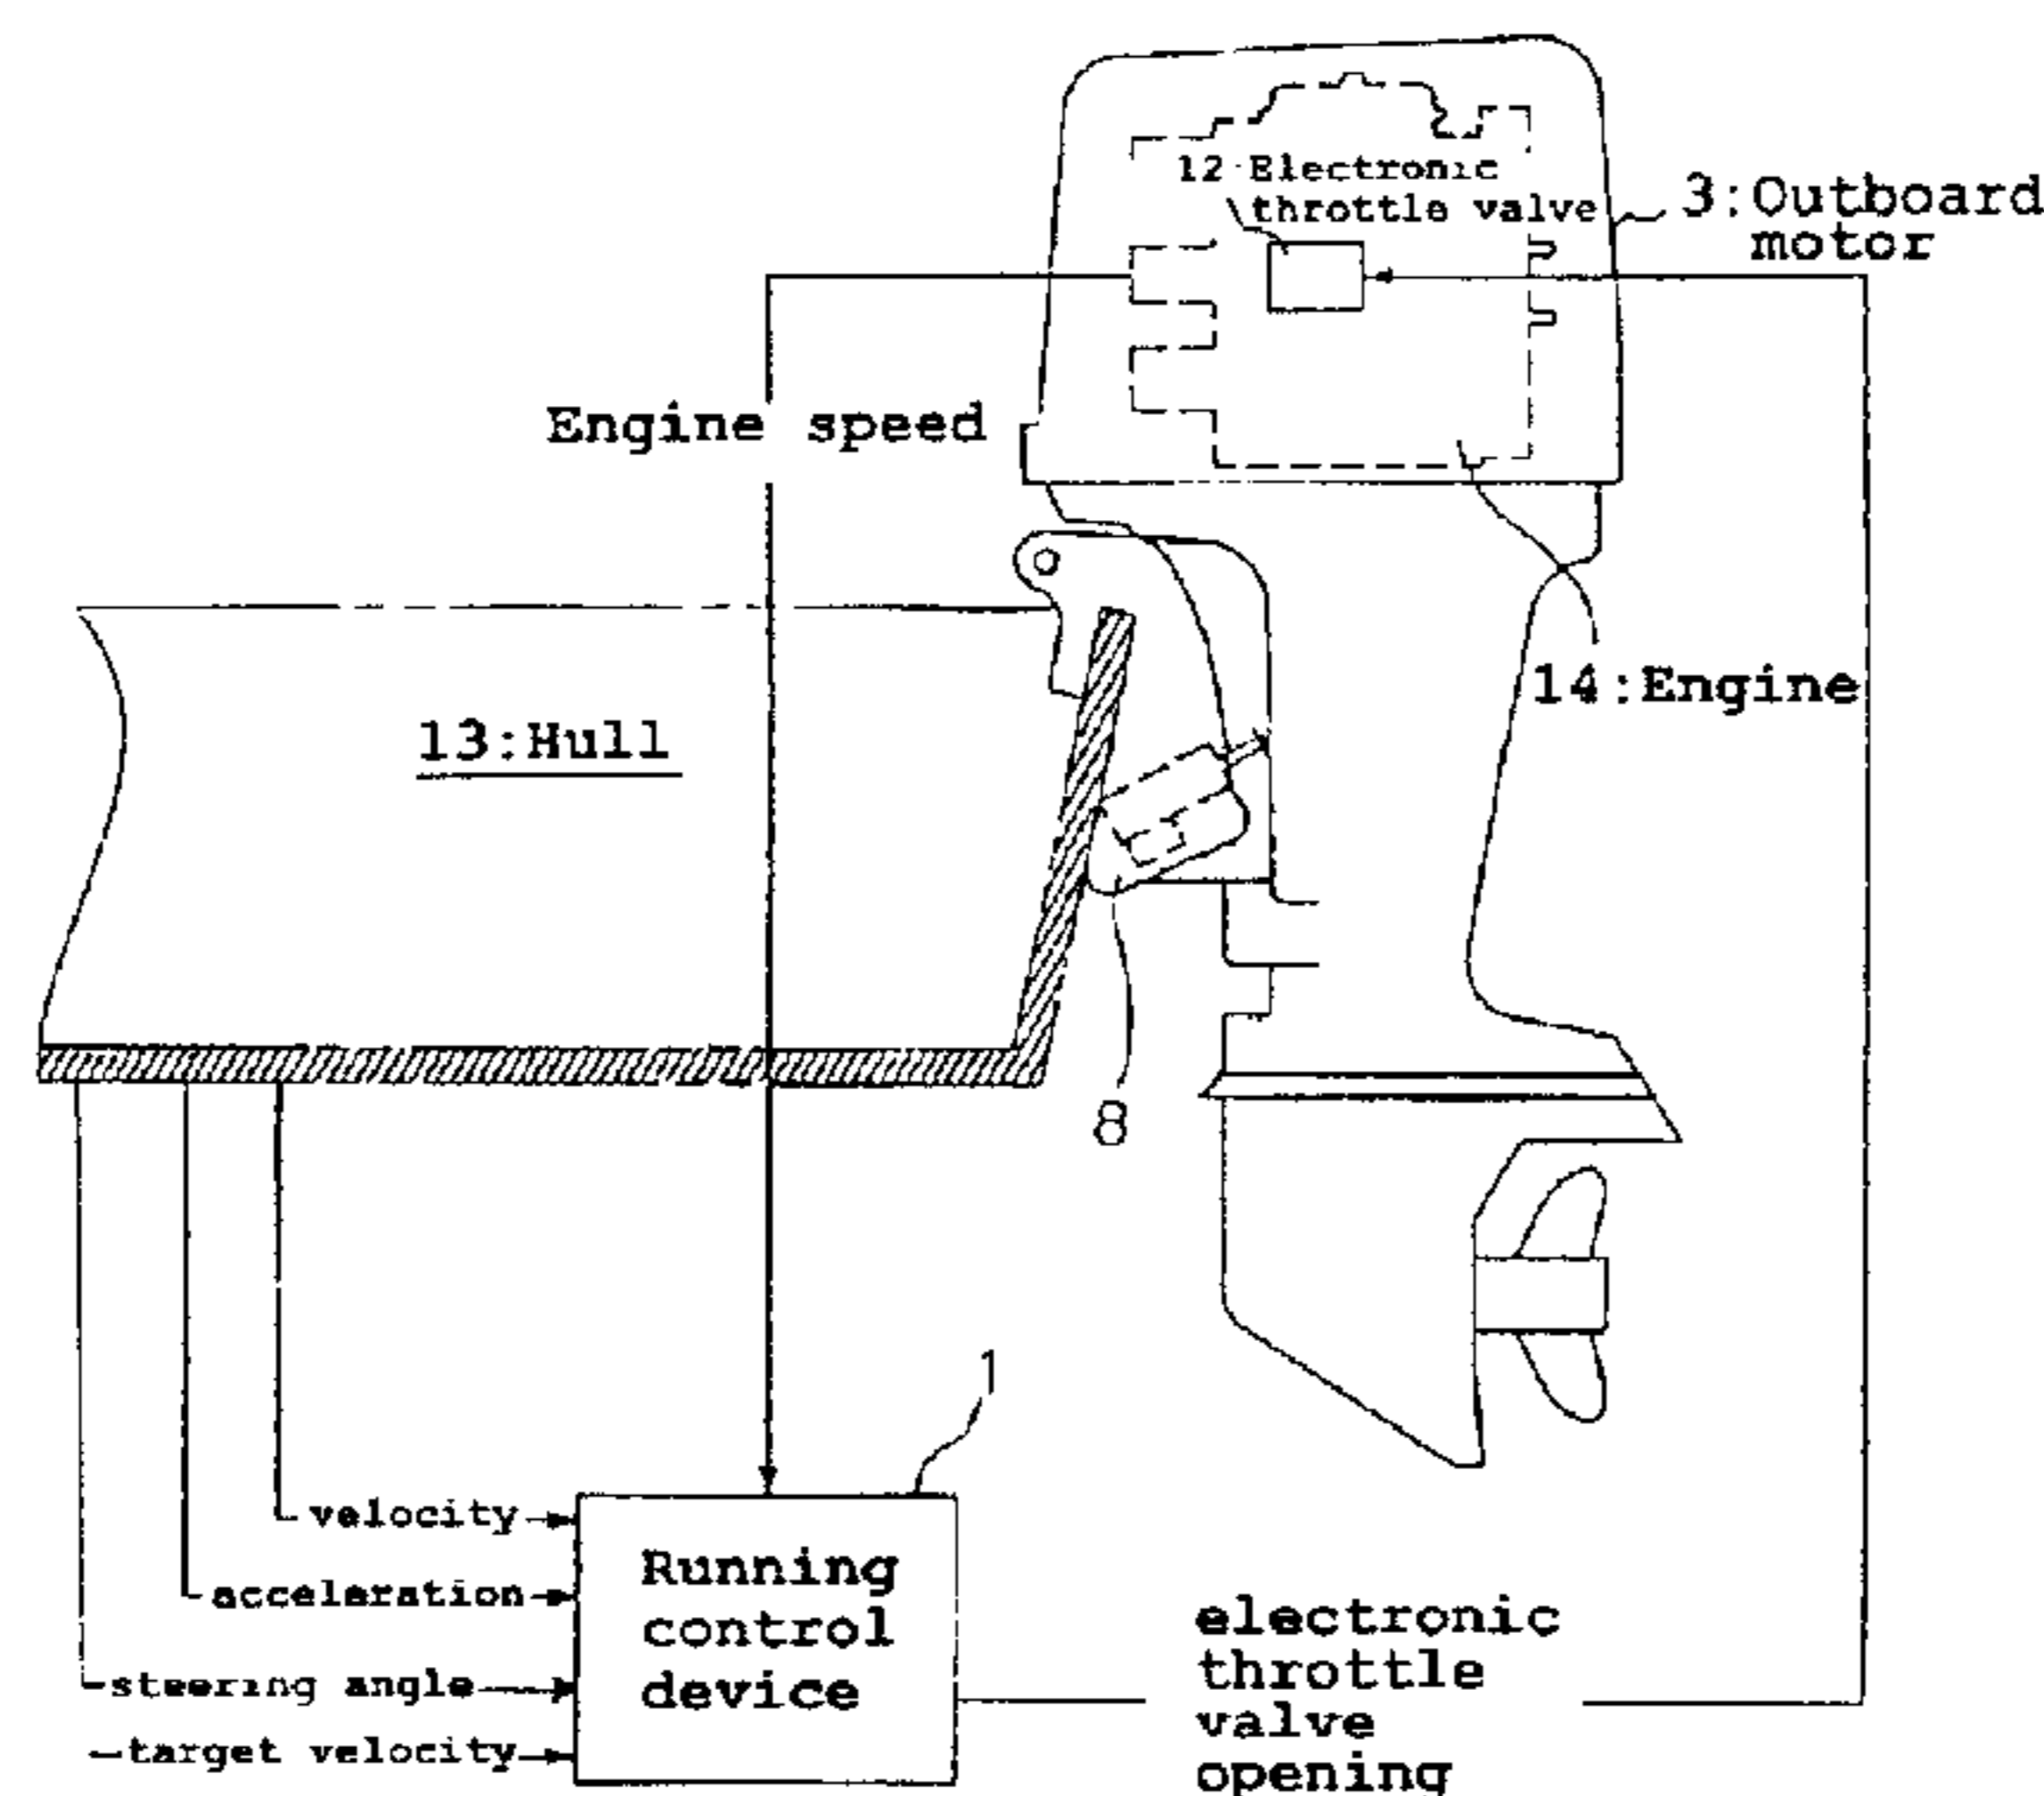 12 Electronic
throttle valve
3:Outboard
motor
Engine speed
14:Engine
13:Hull
8
1
velocity
acceleration
steering angle
target velocity
Running
control
device
electronic
throttle
valve
opening